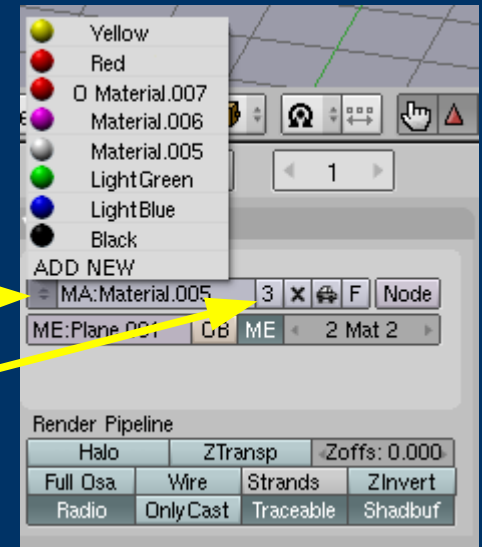 Yellow
Red
O Material.007
Material.006
Material.005
LightGreen
LightBlue
Black
ADD NEW
1
MA:Material.005 3 X F Node
ME:Plane.001 OB ME 2 Mat 2
Render Pipeline
Halo ZTransp Zoffs: 0.000
Full Osa Wire Strands ZInvert
Radio OnlyCast Traceable Shadbuf